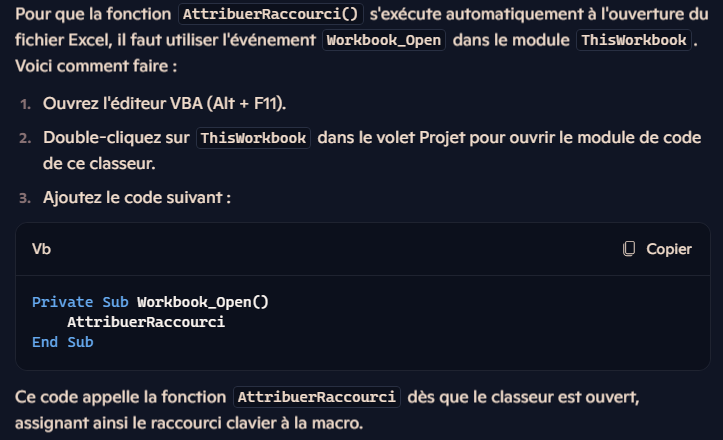 Pour que la fonction AttribuerRaccourci() s'exécute automatiquement à l'ouverture du
fichier Excel, il faut utiliser l'événement Workbook_Open dans le module ThisWorkbook.
Voici comment faire :
1. Ouvrez l'éditeur VBA (Alt + F11).
2. Double-cliquez sur ThisWorkbook dans le volet Projet pour ouvrir le module de code
de ce classeur.
3. Ajoutez le code suivant :
Vb Copier
Private Sub Workbook_Open()
    AttribuerRaccourci
End Sub
Ce code appelle la fonction AttribuerRaccourci dès que le classeur est ouvert,
assignant ainsi le raccourci clavier à la macro.